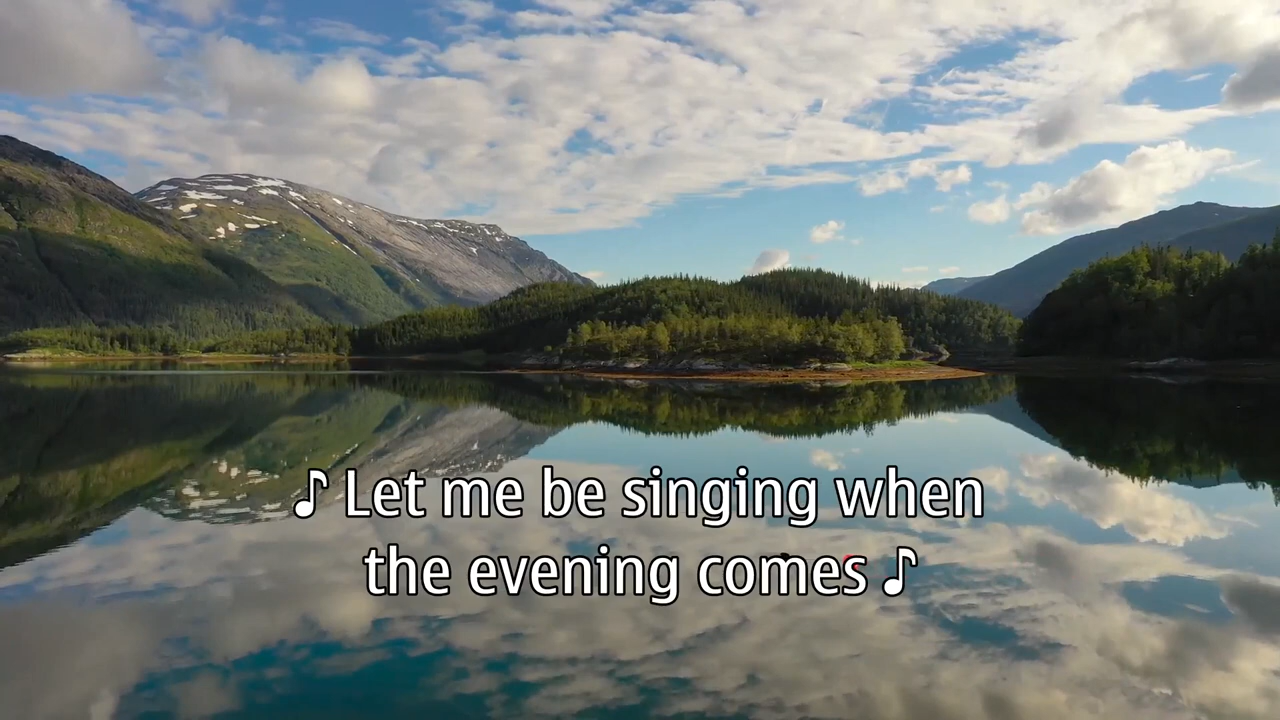 ♪ Let me be singing when
the evening comes ♪